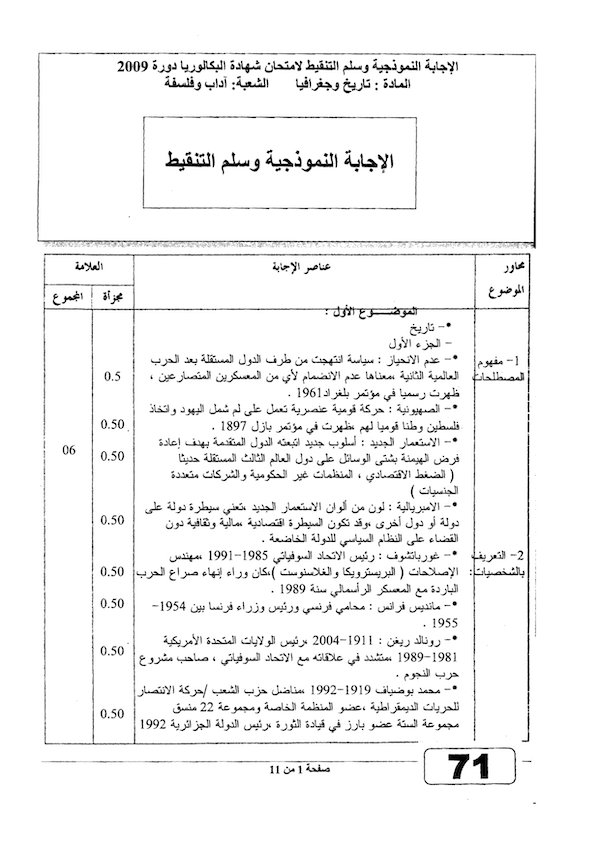 الإجابة النموذجية وسلم التنقيط لامتحان شهادة البكالوريا دورة 2009
المادة : تاريخ وجغرافيا الشعبة: آداب وفلسفة
الإجابة النموذجية وسلم التنقيط
محاور الموضوع
عناصر الإجابة
العلامة
مجزأة
المجموع
الموضوع الأول :
•- تاريخ
- الجزء الأول
1- مفهوم المصطلحات
•- عدم الانحياز : سياسة انتهجت من طرف الدول المستقلة بعد الحرب
العالمية الثانية ،معناها عدم الانضمام لأي من المعسكرين المتصارعين ،
0.5
ظهرت رسميا في مؤتمر بلغراد1961 .
•- الصهيونية : حركة قومية عنصرية تعمل على لم شمل اليهود واتخاذ
فلسطين وطنا قوميا لهم ،ظهرت في مؤتمر بازل 1897 .
0.50
•- الاستعمار الجديد : أسلوب جديد اتبعته الدول المتقدمة بهدف إعادة
فرض الهيمنة بشتى الوسائل على دول العالم الثالث المستقلة حديثا
0.50
06
( الضغط الاقتصادي ، المنظمات غير الحكومية والشركات متعددة
الجنسيات )
•- الامبريالية : لون من ألوان الاستعمار الجديد ،تعني سيطرة دولة على
دولة أو دول أخرى ،وقد تكون السيطرة اقتصادية ،مالية وثقافية دون
0.50
القضاء على النظام السياسي للدولة الخاضعة .
2- التعريف بالشخصيات:
•- غورباتشوف : رئيس الاتحاد السوفياتي 1985-1991 ،مهندس
الإصلاحات ( البريسترويكا والغلاسنوست )،كان وراء إنهاء صراع الحرب
0.50
الباردة مع المعسكر الرأسمالي سنة 1989 .
•- مانديس فرانس : محامي فرنسي ورئيس وزراء فرنسا بين 1954-
0.50
1955 .
•- رونالد ريغن : 1911-2004 ،رئيس الولايات المتحدة الأمريكية
0.50
1981-1989 ،متشدد في علاقاته مع الاتحاد السوفياتي ، صاحب مشروع
حرب النجوم .
•- محمد بوضياف 1919-1992 ،مناضل حزب الشعب /حركة الانتصار
للحريات الديمقراطية ،عضو المنظمة الخاصة ومجموعة 22 منسق
0.50
مجموعة الستة عضو بارز في قيادة الثورة ،رئيس الدولة الجزائرية 1992
صفحة 1 من 11
71